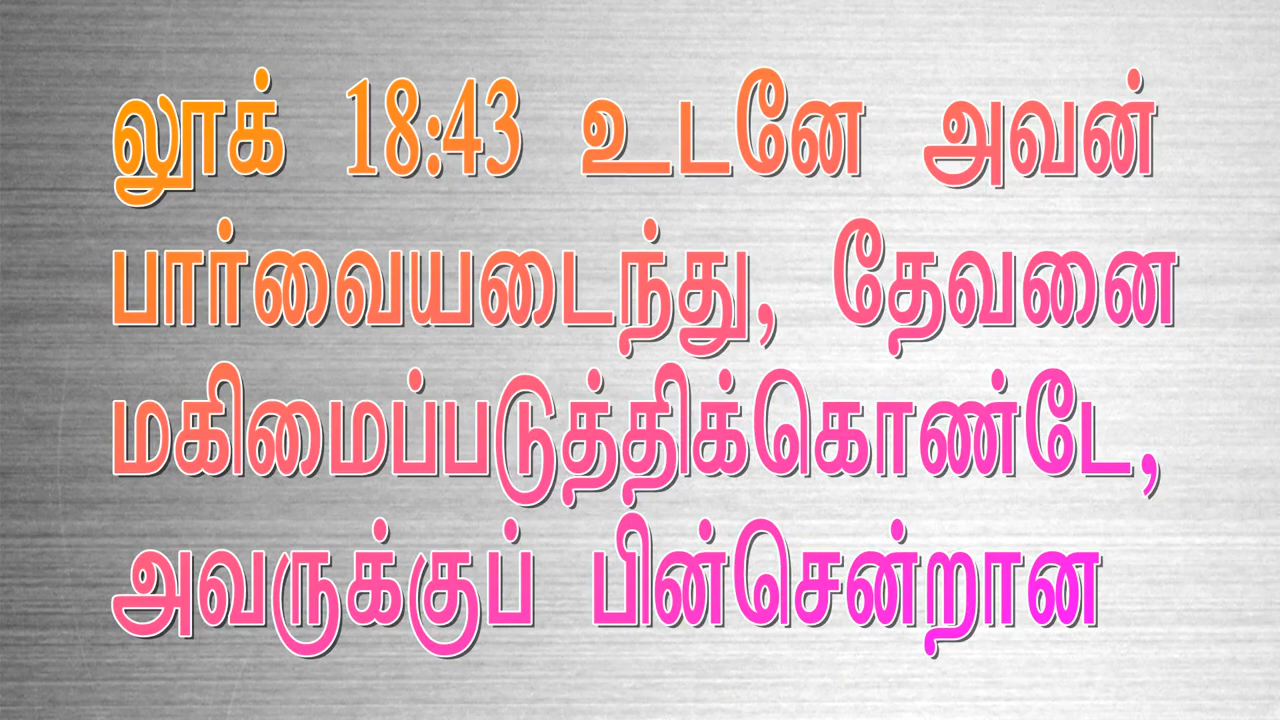 லூக் 18:43 உடனே அவன்
பார்வையடைந்து, தேவனை
மகிமைப்படுத்திக்கொண்டே,
அவருக்குப் பின்சென்றான